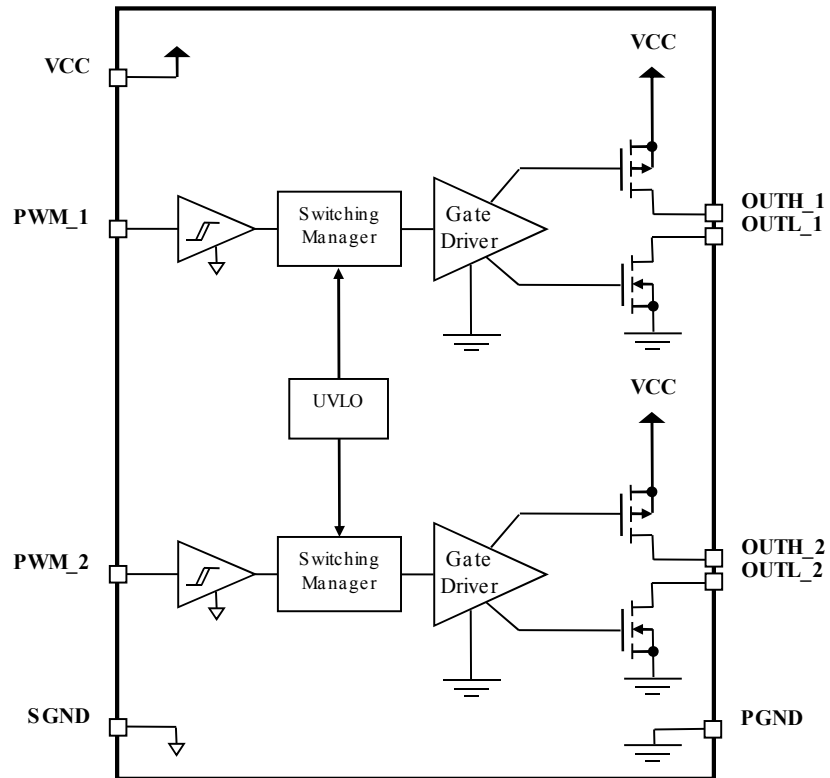 VCC
VCC
PWM_1
Switching
Manager
Gate
Driver
OUTH_1
OUTL_1
UVLO
VCC
PWM_2
Switching
Manager
Gate
Driver
OUTH_2
OUTL_2
SGND
PGND